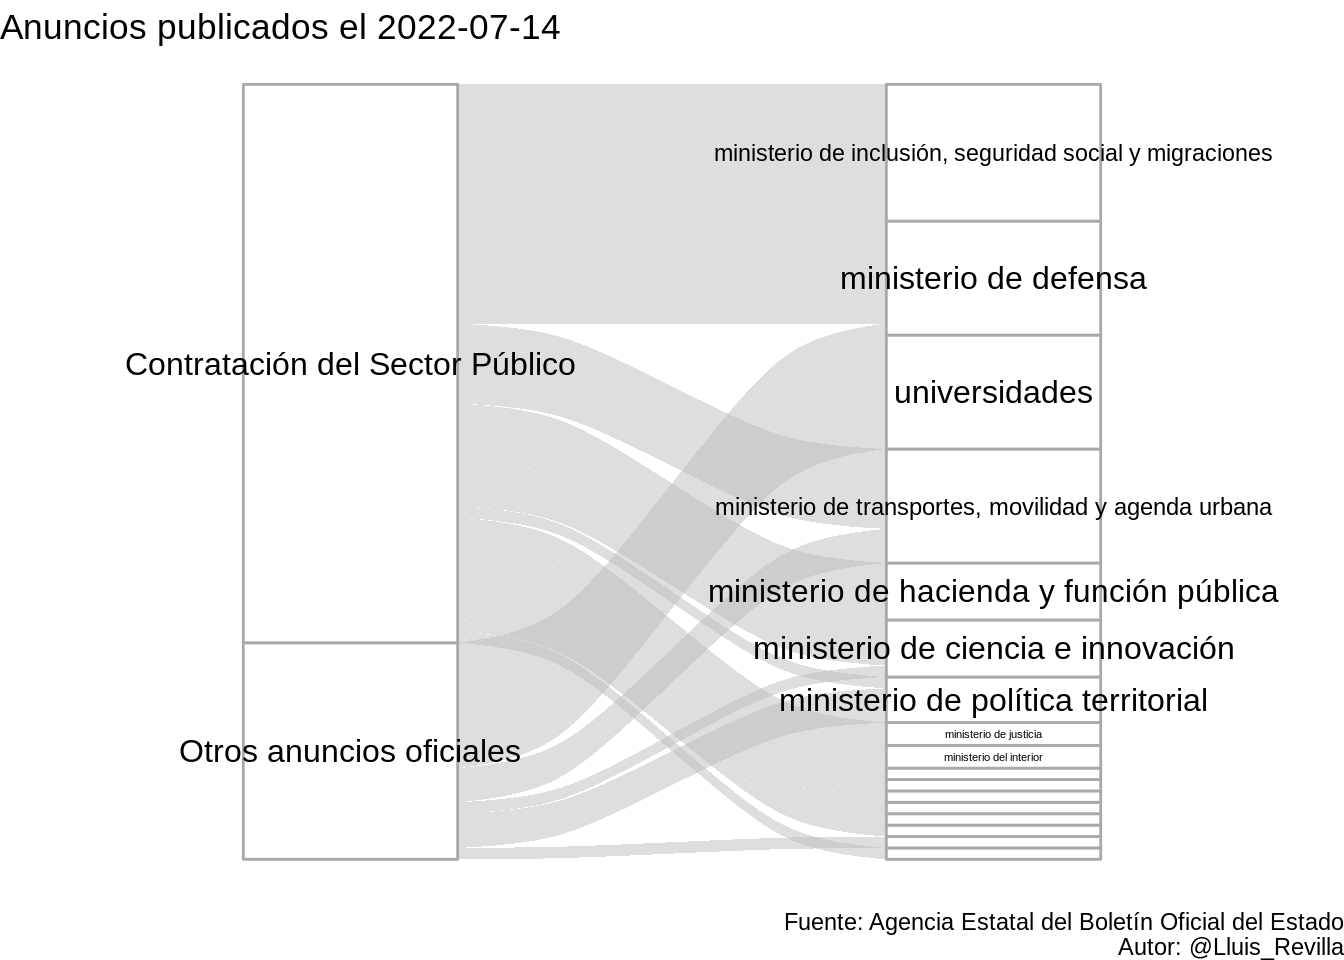 Anuncios publicados el 2022-07-14
ministerio de inclusión, seguridad social y migraciones
ministerio de defensa
Contratación del Sector Público
universidades
ministerio de transportes, movilidad y agenda urbana
ministerio de hacienda y función pública
ministerio de ciencia e innovación
ministerio de política territorial
ministerio de justicia
Otros anuncios oficiales
ministerio del interior
Fuente: Agencia Estatal del Boletín Oficial del Estado
Autor: @Lluis_Revilla